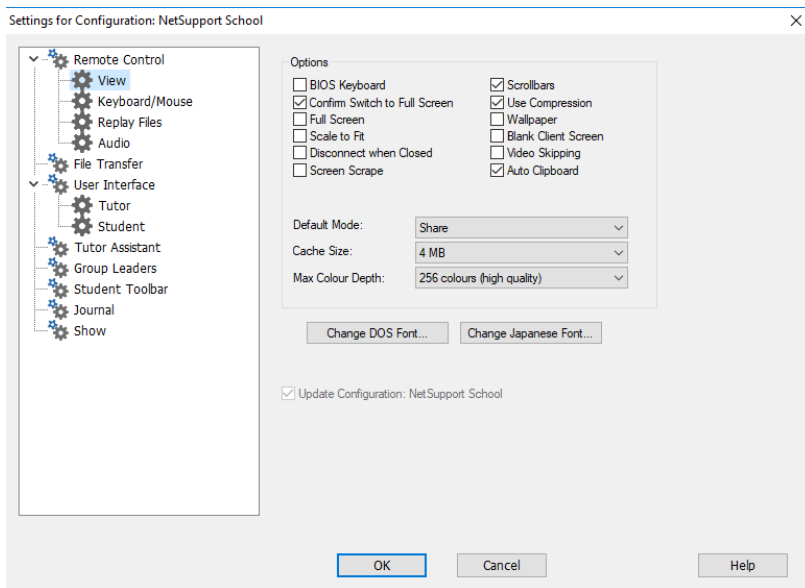 Settings for Configuration: NetSupport School
Remote Control
View
Keyboard/Mouse
Replay Files
Audio
File Transfer
User Interface
Tutor
Student
Tutor Assistant
Group Leaders
Student Toolbar
Journal
Show
Options
BIOS Keyboard
Confirm Switch to Full Screen
Full Screen
Scale to Fit
Disconnect when Closed
Screen Scrape
Scrollbars
Use Compression
Wallpaper
Blank Client Screen
Video Skipping
Auto Clipboard
Default Mode: Share
Cache Size: 4 MB
Max Colour Depth: 256 colours (high quality)
Change DOS Font... Change Japanese Font...
Update Configuration: NetSupport School
OK Cancel Help